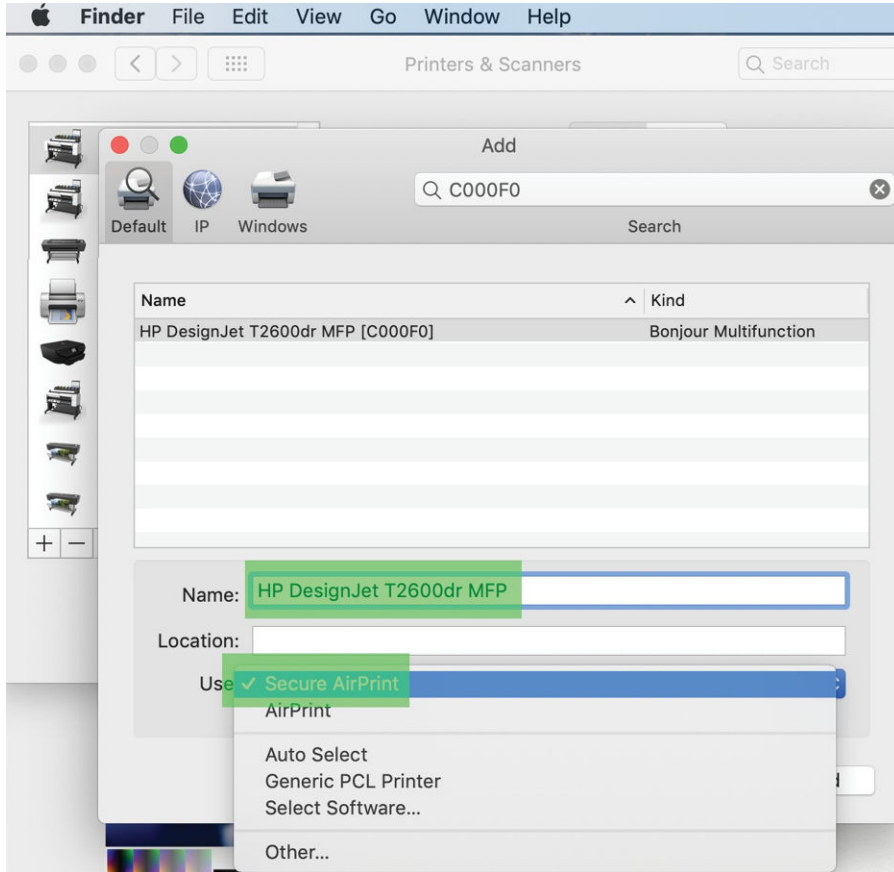 Finder File Edit View Go Window Help
Printers & Scanners Search
Add
C000F0
Default IP Windows Search
Name Kind
HP DesignJet T2600dr MFP [C000F0] Bonjour Multifunction
Name: HP DesignJet T2600dr MFP
Location:
Use ✓ Secure AirPrint
AirPrint
Auto Select
Generic PCL Printer
Select Software...
Other...